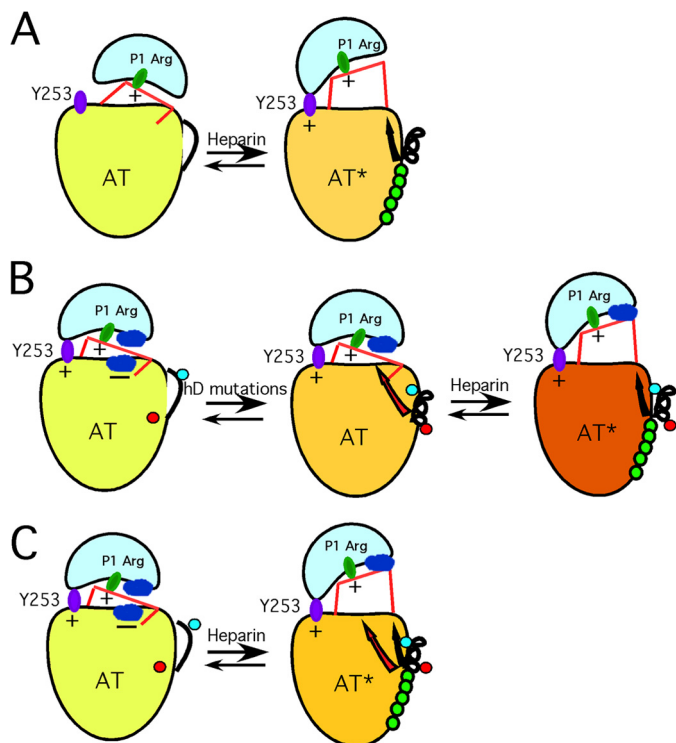 A
P1 Arg
P1 Arg
Y253
+
Y253
+
+
+
Heparin
AT
AT*
B
P1 Arg
P1 Arg
P1 Arg
Y253
+
Y253
+
Y253
+
+
−
+
+
hD mutations
Heparin
AT
AT
AT*
C
P1 Arg
P1 Arg
Y253
+
Y253
+
+
−
+
Heparin
AT
AT*